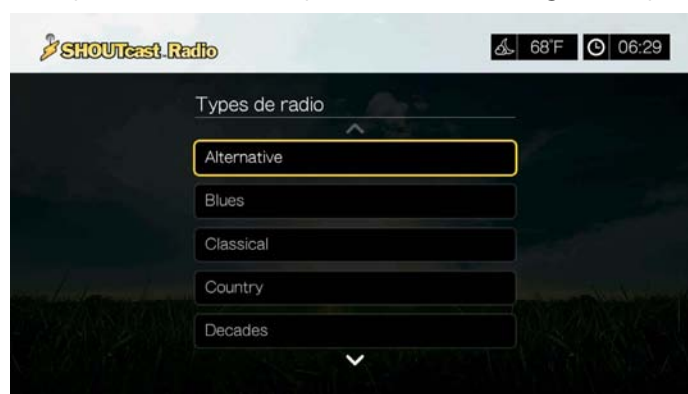 SHOUTcast Radio 68°F 06:29
Types de radio
Alternative
Blues
Classical
Country
Decades